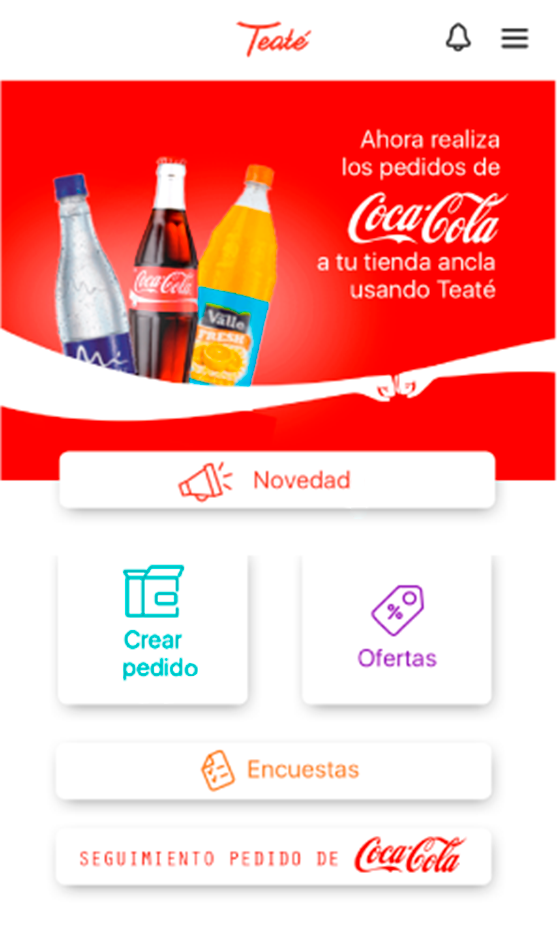 Teaté
Ahora realiza
los pedidos de
Coca-Cola
a tu tienda ancla
usando Teaté
Coca-Cola
Valle
FRESH
Novedad
Crear
pedido
%
Ofertas
Encuestas
SEGUIMIENTO PEDIDO DE Coca-Cola